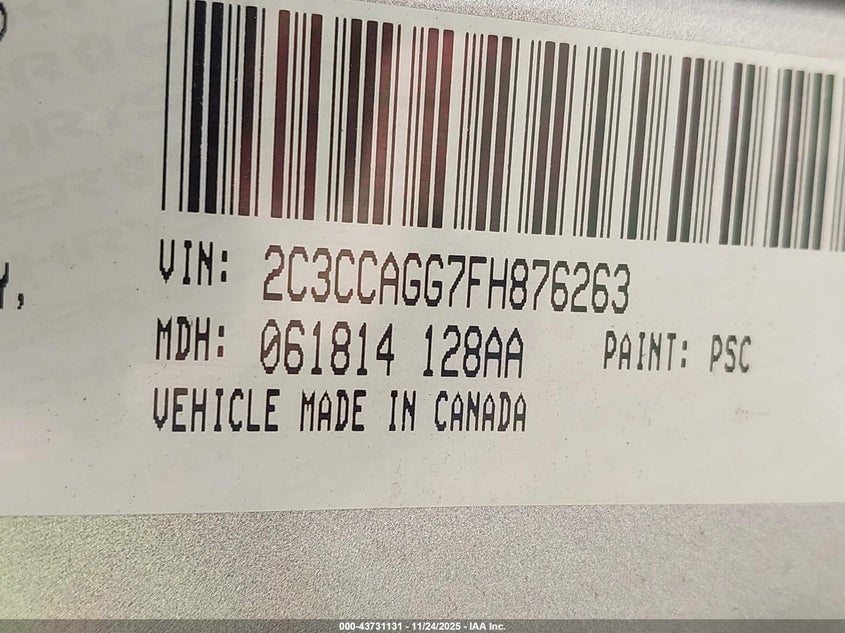 VIN: 2C3CCAGG7FH876263
MDH: 061814 128AA PAINT: PSC
VEHICLE MADE IN CANADA
000-43731131 - 11/24/2025 - IAA Inc.